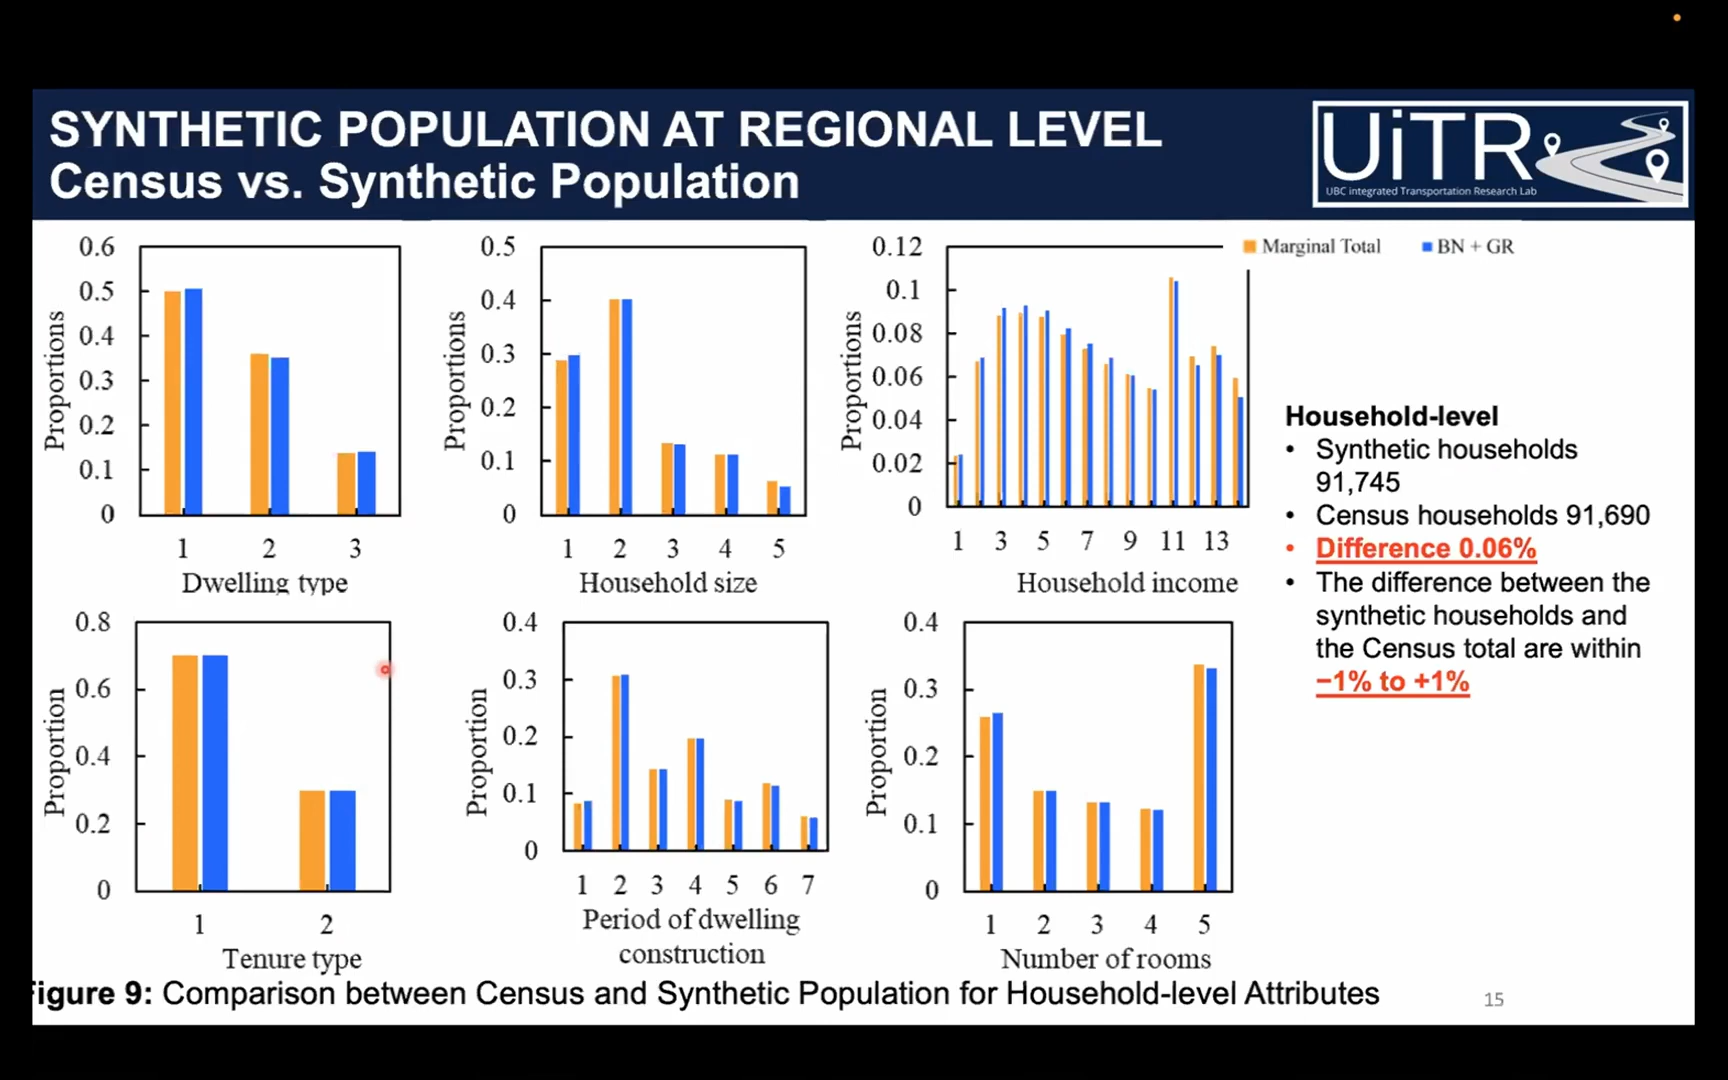 SYNTHETIC POPULATION AT REGIONAL LEVEL
Census vs. Synthetic Population
UiTR
UBC integrated Transportation Research Lab
Marginal Total
BN + GR
Proportions
0.6
0.5
0.4
0.3
0.2
0.1
0
1 2 3
Dwelling type
Proportions
0.5
0.4
0.3
0.2
0.1
0
1 2 3 4 5
Household size
Proportions
0.12
0.1
0.08
0.06
0.04
0.02
0
1 3 5 7 9 11 13
Household income
Proportion
0.8
0.6
0.4
0.2
0
1 2
Tenure type
Proportion
0.4
0.3
0.2
0.1
0
1 2 3 4 5 6 7
Period of dwelling
construction
Proportion
0.4
0.3
0.2
0.1
0
1 2 3 4 5
Number of rooms
Household-level
• Synthetic households
91,745
• Census households 91,690
• Difference 0.06%
• The difference between the
synthetic households and
the Census total are within
−1% to +1%
igure 9: Comparison between Census and Synthetic Population for Household-level Attributes
15